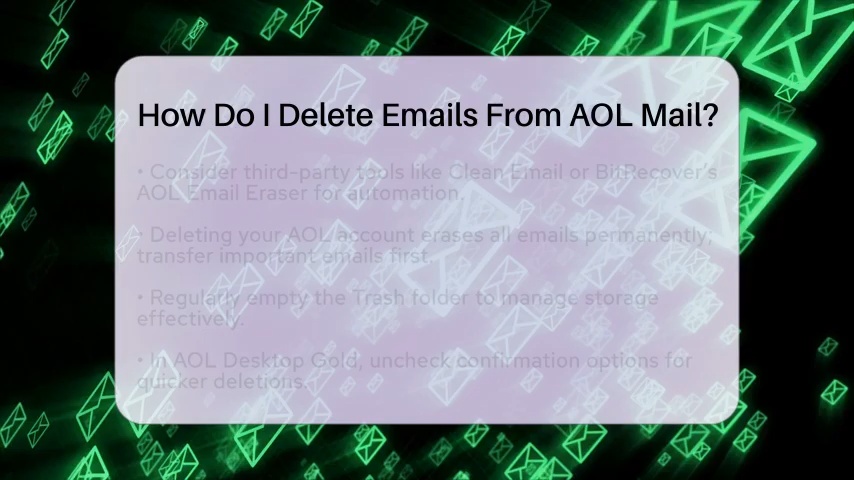 How Do I Delete Emails From AOL Mail?
• Consider third-party tools like Clean Email or BitRecover's
AOL Email Eraser for automation.
• Deleting your AOL account erases all emails permanently;
transfer important emails first.
• Regularly empty the Trash folder to manage storage
effectively.
• In AOL Desktop Gold, uncheck confirmation options for
quicker deletions.